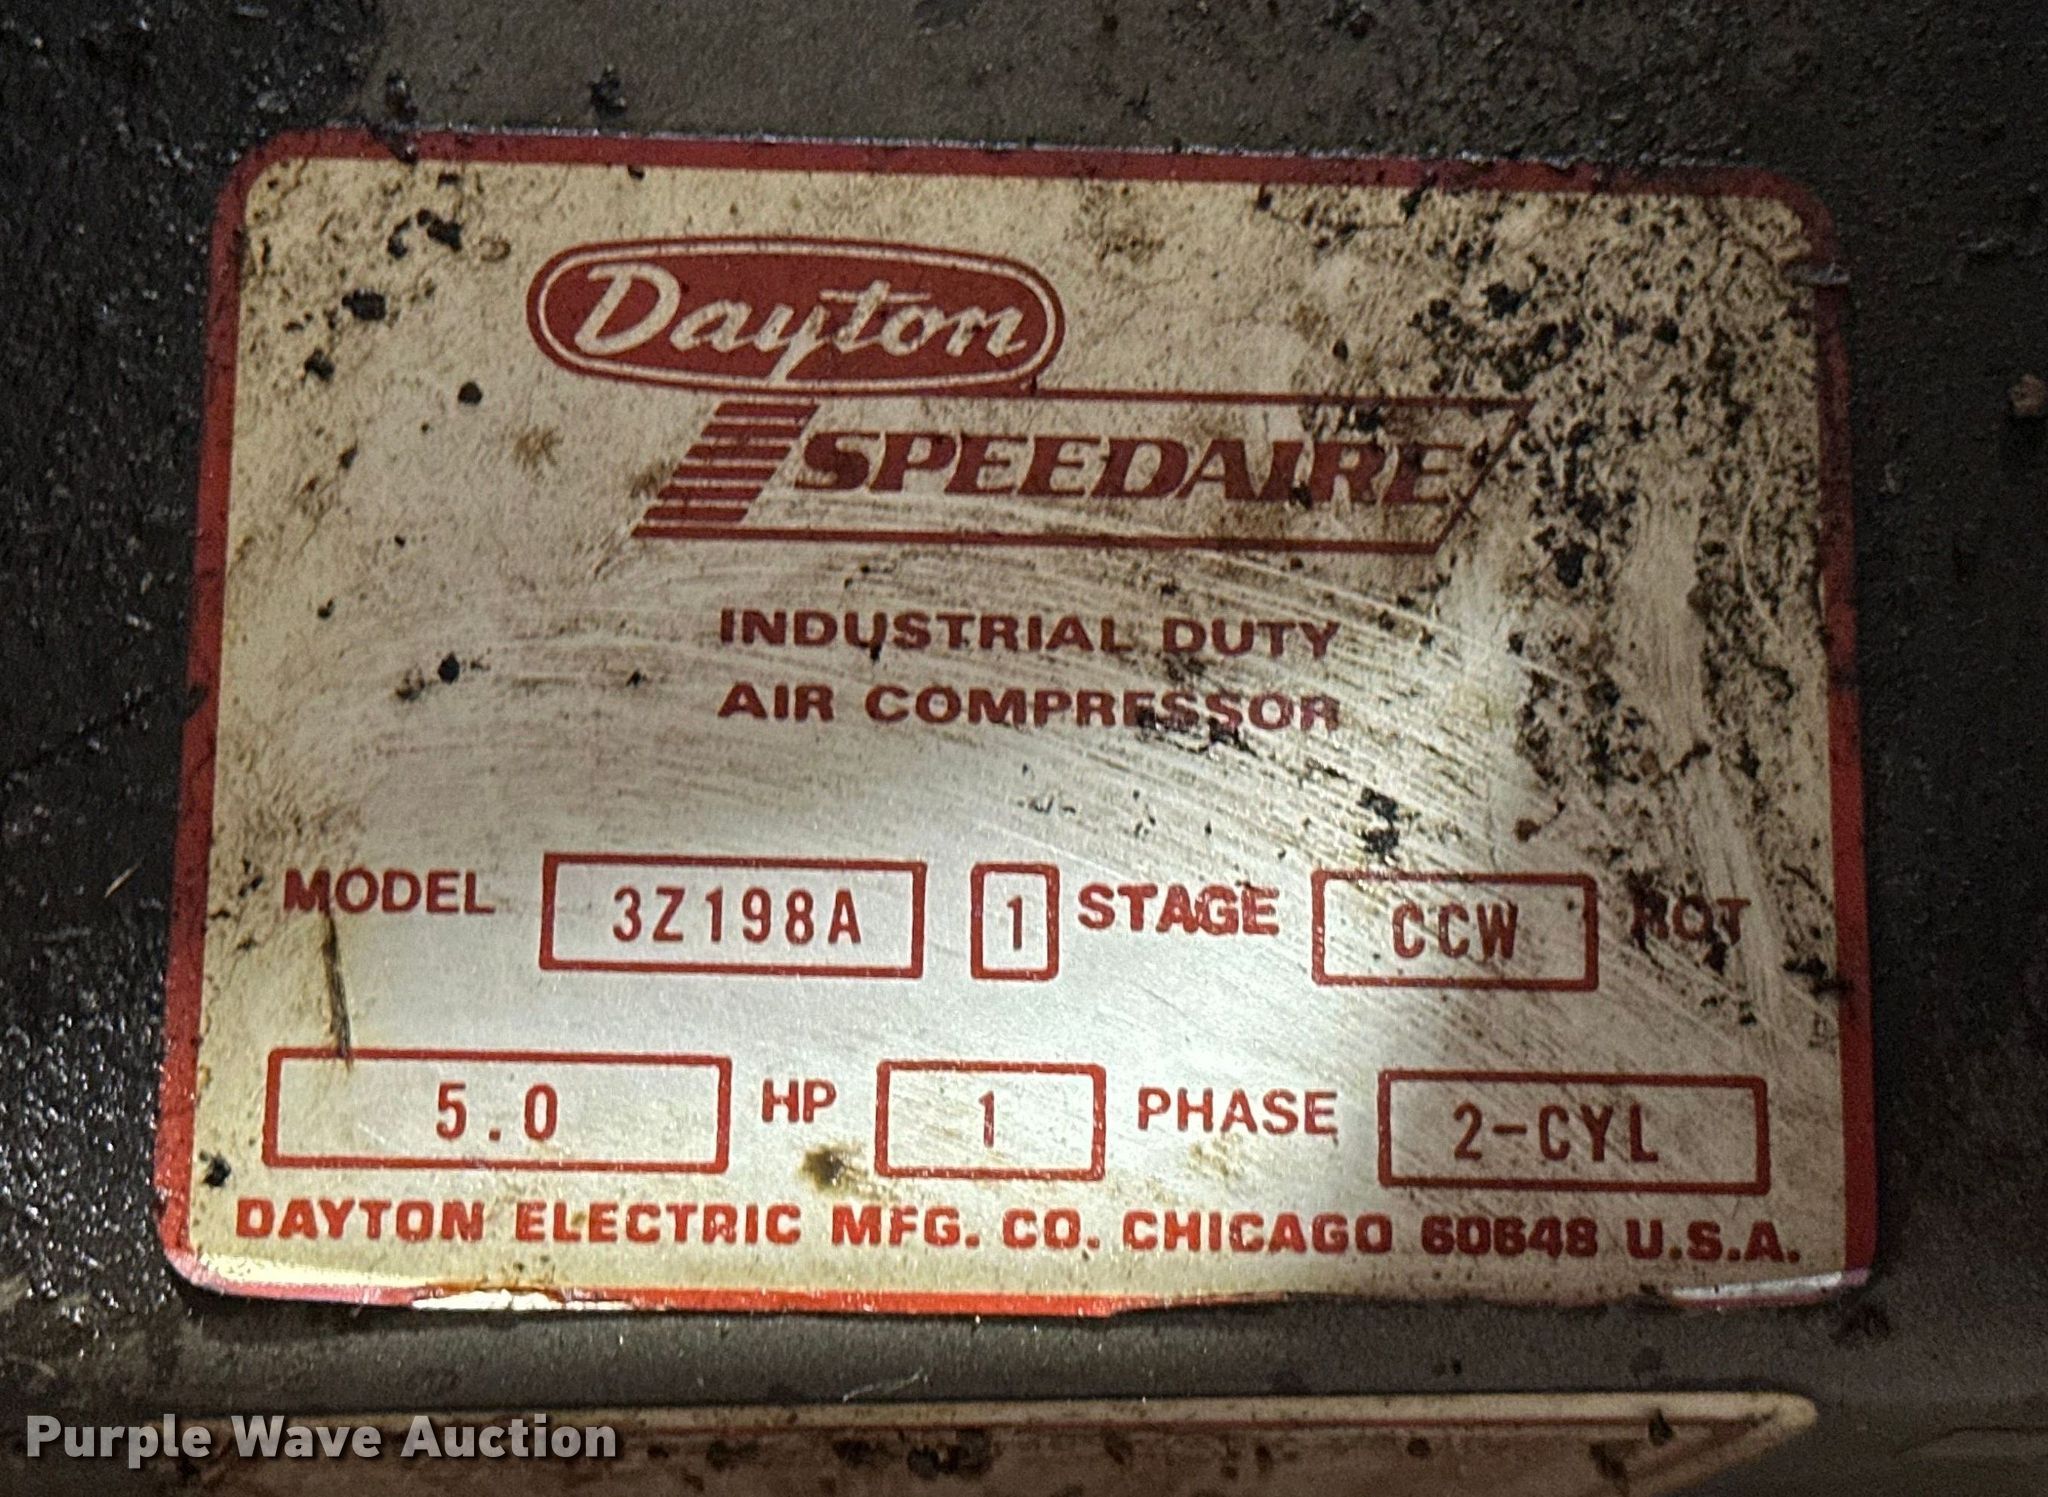 Dayton
SPEEDAIRE
INDUSTRIAL DUTY
AIR COMPRESSOR
MODEL 3Z198A 1 STAGE CCW ROT
5.0 HP 1 PHASE 2-CYL
DAYTON ELECTRIC MFG. CO. CHICAGO 60648 U.S.A.
Purple Wave Auction